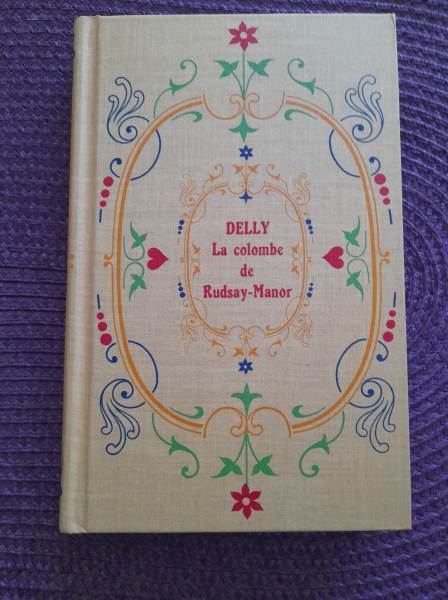 DELLY
La colombe
de
Rudsay-Manor